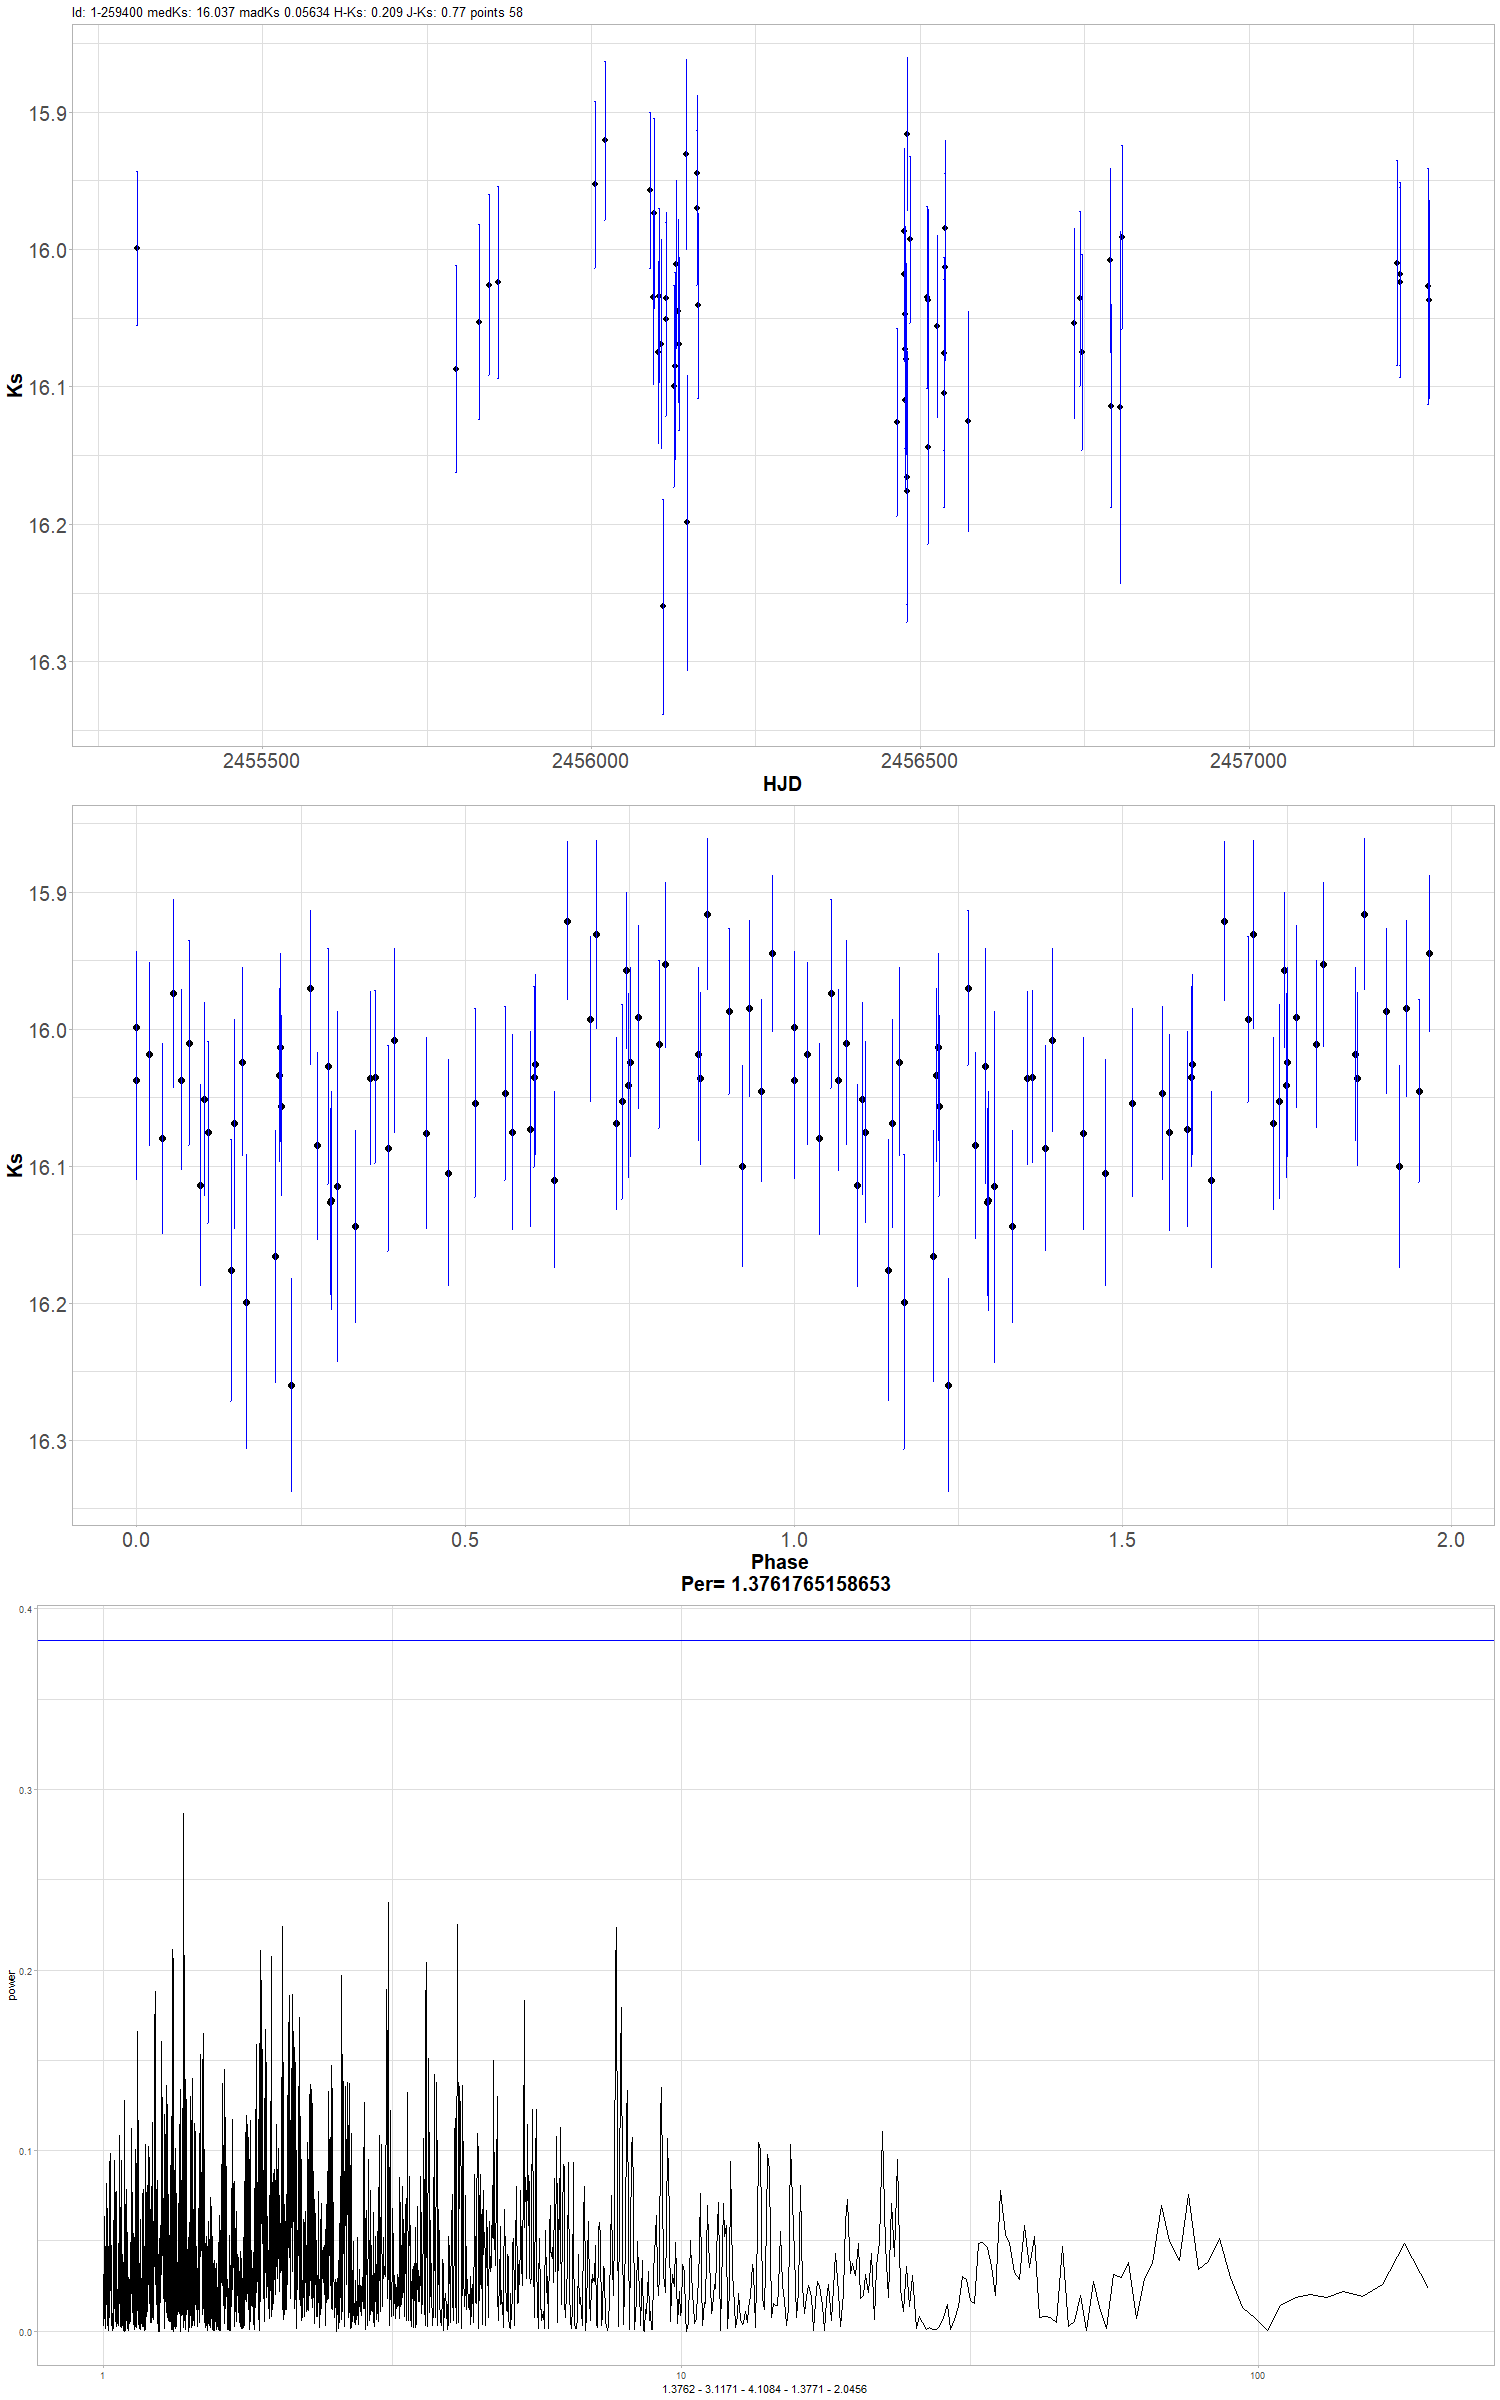 Id: 1-259400 medKs: 16.037 madKs 0.05634 H-Ks: 0.209 J-Ks: 0.77 points 58
15.9
16.0
16.1
16.2
16.3
Ks
2455500 2456000 2456500 2457000
HJD
15.9
16.0
16.1
16.2
16.3
Ks
0.0 0.5 1.0 1.5 2.0
Phase
Per= 1.3761765158653
0.4
0.3
0.2
0.1
0.0
power
1 10 100
1.3762 - 3.1171 - 4.1084 - 1.3771 - 2.0456